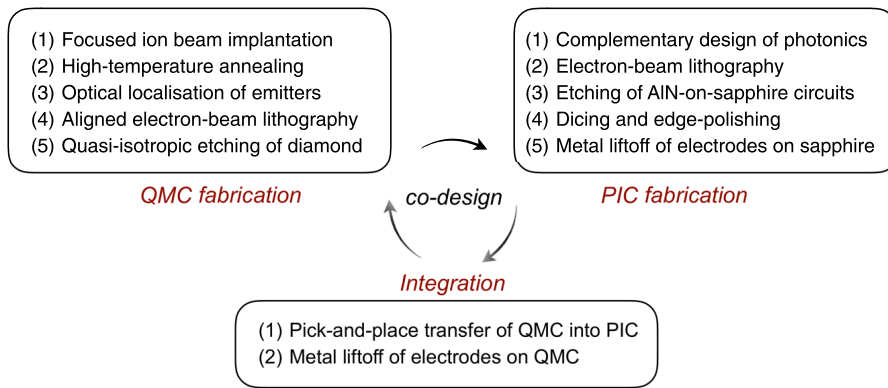 (1) Focused ion beam implantation
(2) High-temperature annealing
(3) Optical localisation of emitters
(4) Aligned electron-beam lithography
(5) Quasi-isotropic etching of diamond
QMC fabrication
(1) Complementary design of photonics
(2) Electron-beam lithography
(3) Etching of AlN-on-sapphire circuits
(4) Dicing and edge-polishing
(5) Metal liftoff of electrodes on sapphire
PIC fabrication
co-design
Integration
(1) Pick-and-place transfer of QMC into PIC
(2) Metal liftoff of electrodes on QMC